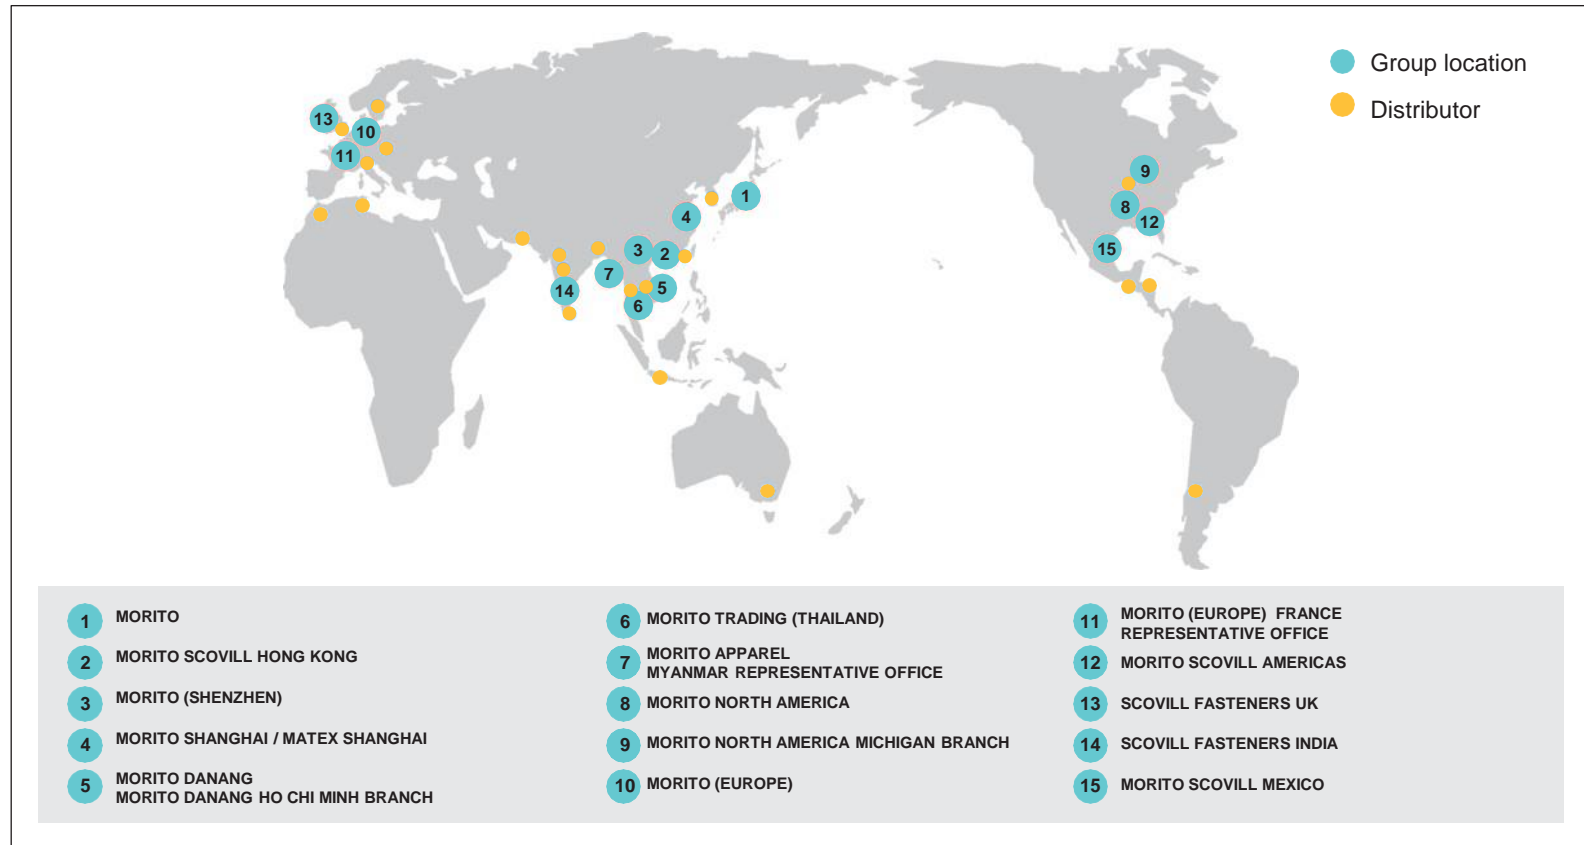 Group location
Distributor
13
10
11
1
4
3
2
7
14
5
6
9
8
12
15
1 MORITO
2 MORITO SCOVILL HONG KONG
3 MORITO (SHENZHEN)
4 MORITO SHANGHAI / MATEX SHANGHAI
5 MORITO DANANG
MORITO DANANG HO CHI MINH BRANCH
6 MORITO TRADING (THAILAND)
7 MORITO APPAREL
MYANMAR REPRESENTATIVE OFFICE
8 MORITO NORTH AMERICA
9 MORITO NORTH AMERICA MICHIGAN BRANCH
10 MORITO (EUROPE)
11 MORITO (EUROPE) FRANCE
REPRESENTATIVE OFFICE
12 MORITO SCOVILL AMERICAS
13 SCOVILL FASTENERS UK
14 SCOVILL FASTENERS INDIA
15 MORITO SCOVILL MEXICO